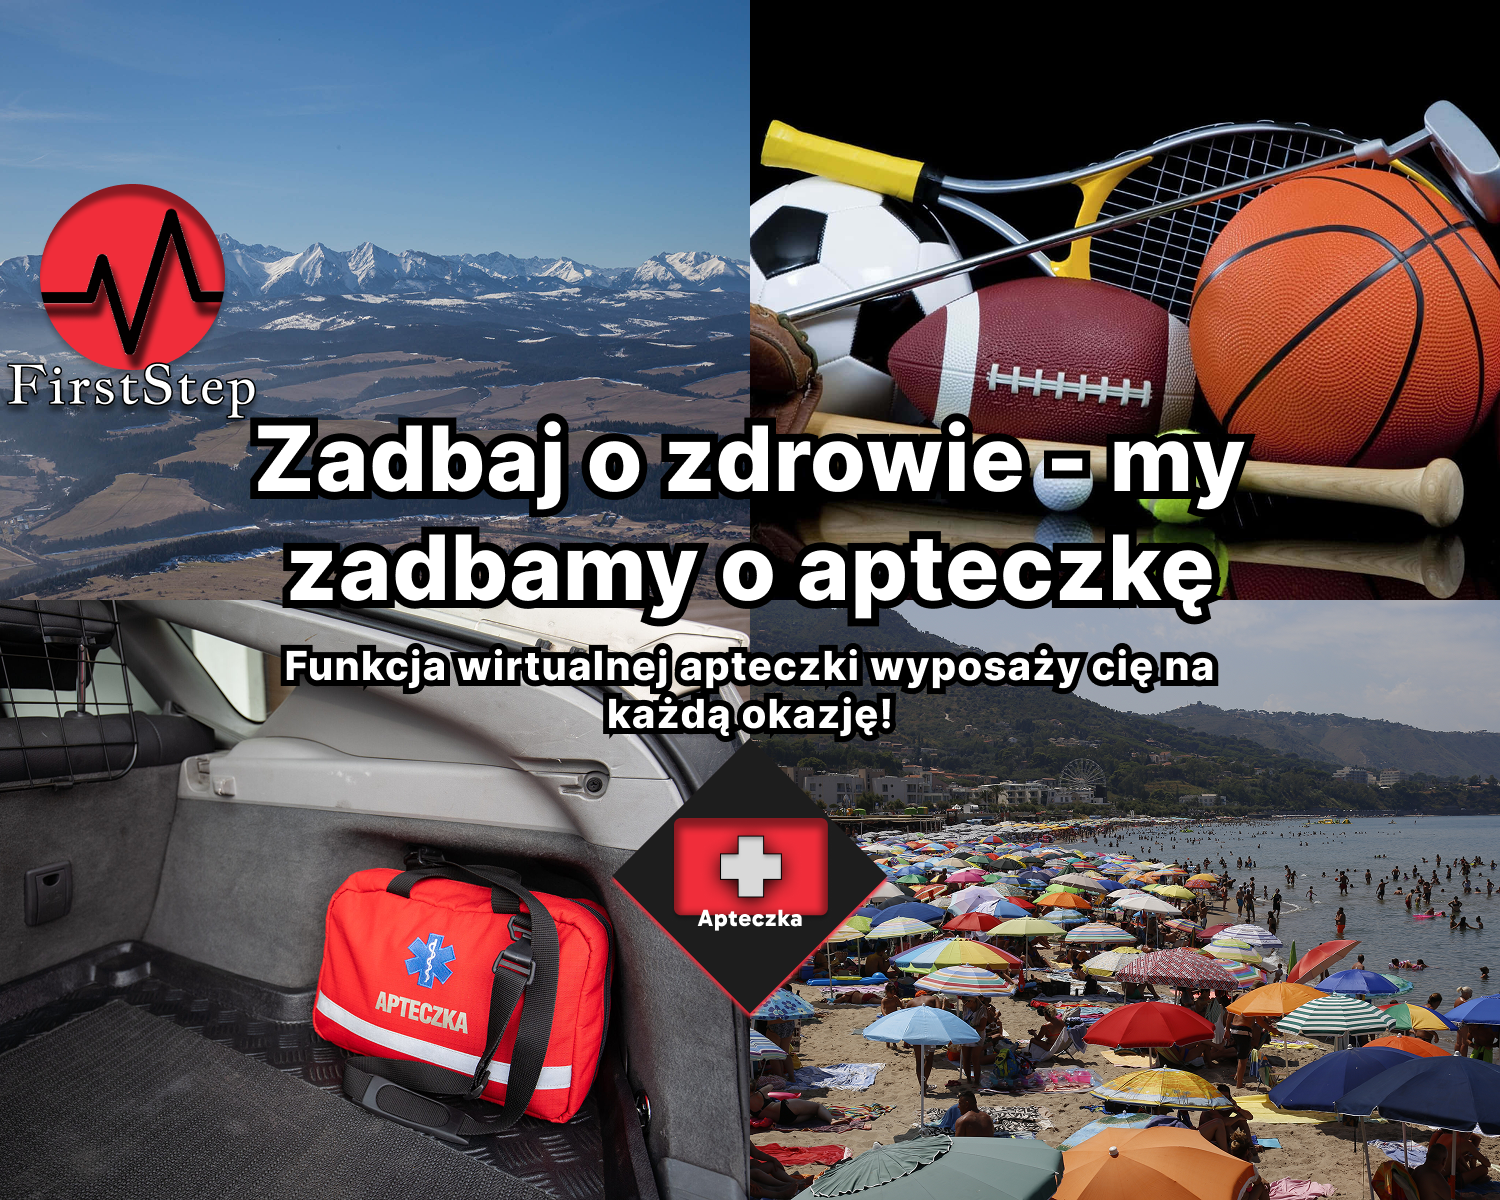 FirstStep
Zadbaj o zdrowie - my
zadbamy o apteczkę
Funkcja wirtualnej apteczki wyposaży cię na
każdą okazję!
Apteczka
APTECZKA